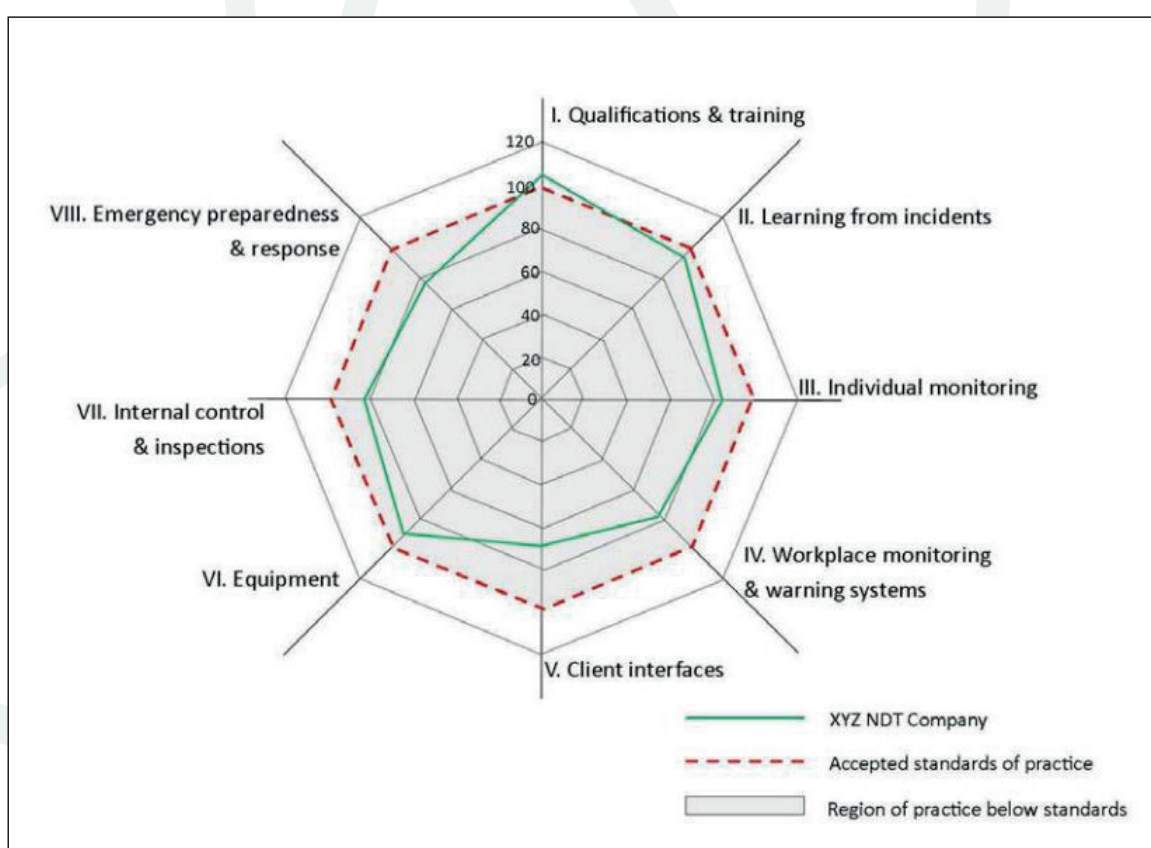 I. Qualifications & training
120
100
80
60
40
20
0
II. Learning from incidents
III. Individual monitoring
IV. Workplace monitoring
& warning systems
V. Client interfaces
VI. Equipment
VII. Internal control
& inspections
VIII. Emergency preparedness
& response
XYZ NDT Company
Accepted standards of practice
Region of practice below standards